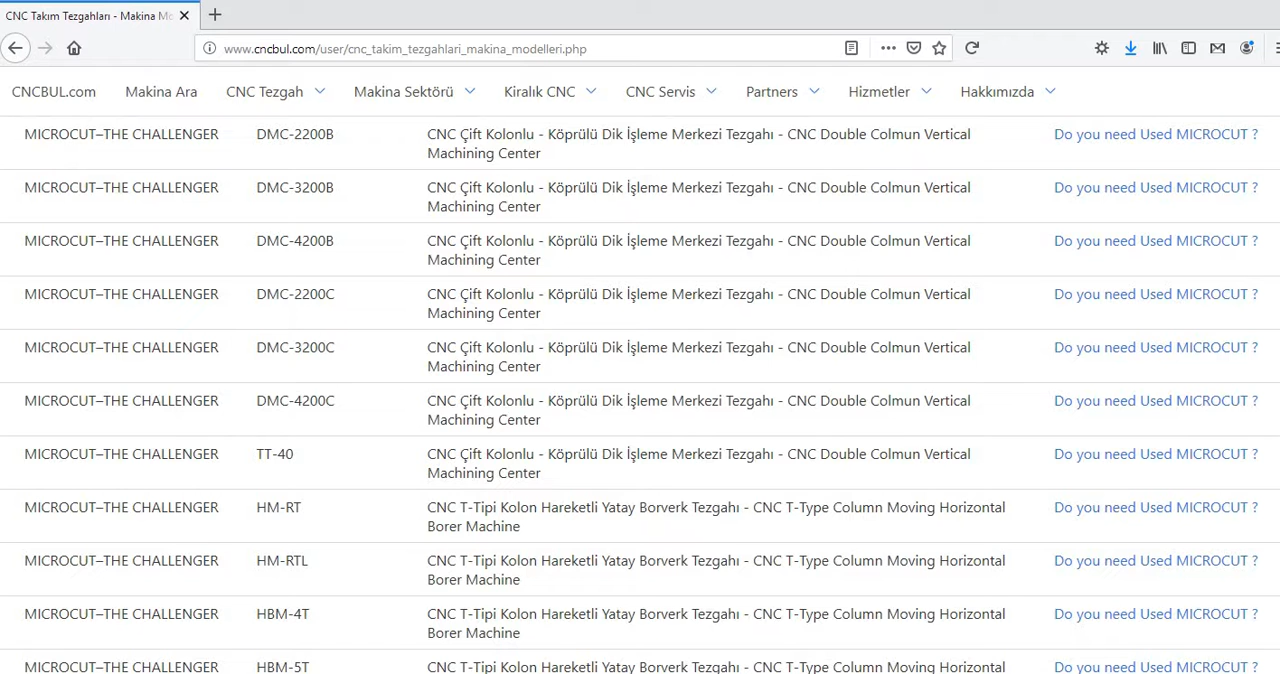 CNC Takım Tezgahları - Makina Mo
www.cncbul.com/user/cnc_takim_tezgahlari_makina_modelleri.php
CNCBUL.com Makina Ara CNC Tezgah Makina Sektörü Kiralık CNC CNC Servis Partners Hizmetler Hakkımızda
MICROCUT–THE CHALLENGER DMC-2200B CNC Çift Kolonlu - Köprülü Dik İşleme Merkezi Tezgahı - CNC Double Colmun Vertical Do you need Used MICROCUT ?
Machining Center
MICROCUT–THE CHALLENGER DMC-3200B CNC Çift Kolonlu - Köprülü Dik İşleme Merkezi Tezgahı - CNC Double Colmun Vertical Do you need Used MICROCUT ?
Machining Center
MICROCUT–THE CHALLENGER DMC-4200B CNC Çift Kolonlu - Köprülü Dik İşleme Merkezi Tezgahı - CNC Double Colmun Vertical Do you need Used MICROCUT ?
Machining Center
MICROCUT–THE CHALLENGER DMC-2200C CNC Çift Kolonlu - Köprülü Dik İşleme Merkezi Tezgahı - CNC Double Colmun Vertical Do you need Used MICROCUT ?
Machining Center
MICROCUT–THE CHALLENGER DMC-3200C CNC Çift Kolonlu - Köprülü Dik İşleme Merkezi Tezgahı - CNC Double Colmun Vertical Do you need Used MICROCUT ?
Machining Center
MICROCUT–THE CHALLENGER DMC-4200C CNC Çift Kolonlu - Köprülü Dik İşleme Merkezi Tezgahı - CNC Double Colmun Vertical Do you need Used MICROCUT ?
Machining Center
MICROCUT–THE CHALLENGER TT-40 CNC Çift Kolonlu - Köprülü Dik İşleme Merkezi Tezgahı - CNC Double Colmun Vertical Do you need Used MICROCUT ?
Machining Center
MICROCUT–THE CHALLENGER HM-RT CNC T-Tipi Kolon Hareketli Yatay Borverk Tezgahı - CNC T-Type Column Moving Horizontal Do you need Used MICROCUT ?
Borer Machine
MICROCUT–THE CHALLENGER HM-RTL CNC T-Tipi Kolon Hareketli Yatay Borverk Tezgahı - CNC T-Type Column Moving Horizontal Do you need Used MICROCUT ?
Borer Machine
MICROCUT–THE CHALLENGER HBM-4T CNC T-Tipi Kolon Hareketli Yatay Borverk Tezgahı - CNC T-Type Column Moving Horizontal Do you need Used MICROCUT ?
Borer Machine
MICROCUT–THE CHALLENGER HBM-5T CNC T-Tipi Kolon Hareketli Yatay Borverk Tezgahı - CNC T-Type Column Moving Horizontal Do you need Used MICROCUT ?